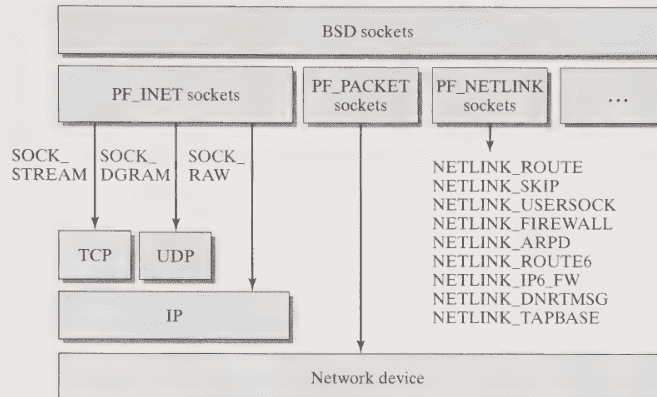 BSD sockets
PF_INET sockets
PF_PACKET
sockets
PF_NETLINK
sockets
...
SOCK_
STREAM
SOCK_
DGRAM
SOCK_
RAW
TCP
UDP
IP
NETLINK_ROUTE
NETLINK_SKIP
NETLINK_USERSOCK
NETLINK_FIREWALL
NETLINK_ARPD
NETLINK_ROUTE6
NETLINK_IP6_FW
NETLINK_DNRTMSG
NETLINK_TAPBASE
Network device